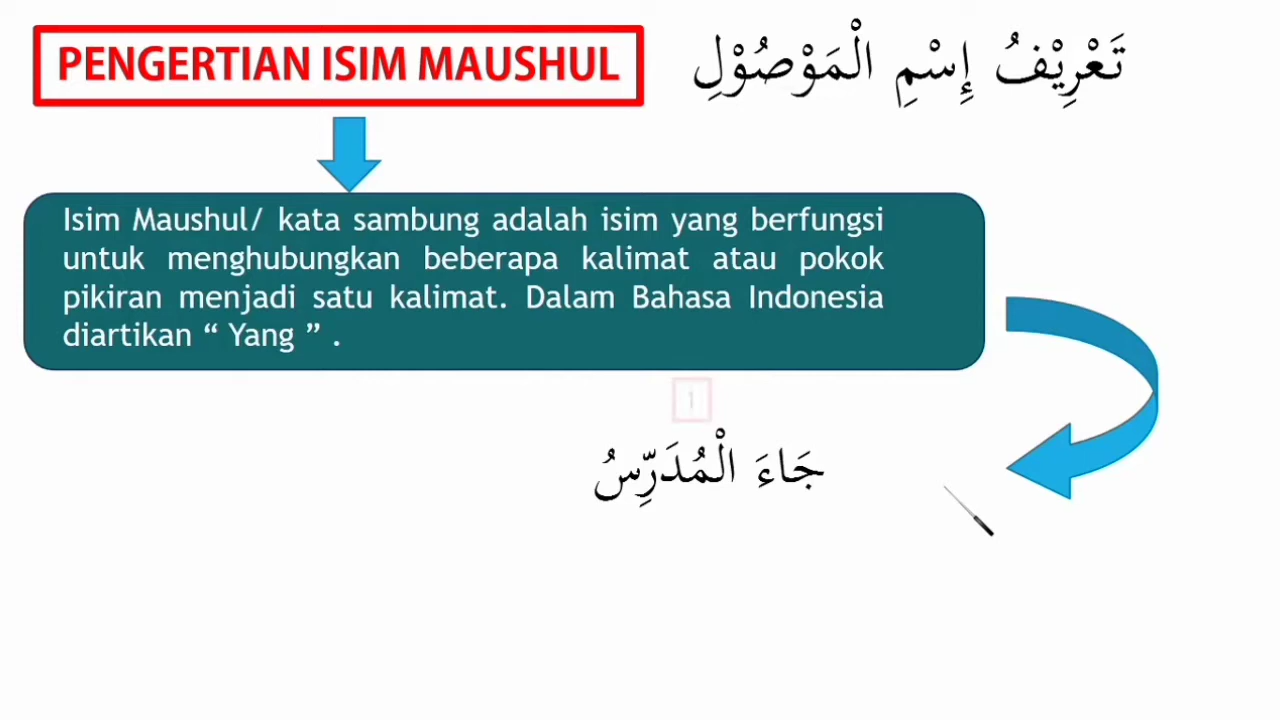 PENGERTIAN ISIM MAUSHUL
تَعْرِيْفُ إِسْمِ الْمَوْصُوْلِ
Isim Maushul/ kata sambung adalah isim yang berfungsi
untuk menghubungkan beberapa kalimat atau pokok
pikiran menjadi satu kalimat. Dalam Bahasa Indonesia
diartikan “ Yang ” .
1
جَاءَ الْمُدَرِّسُ